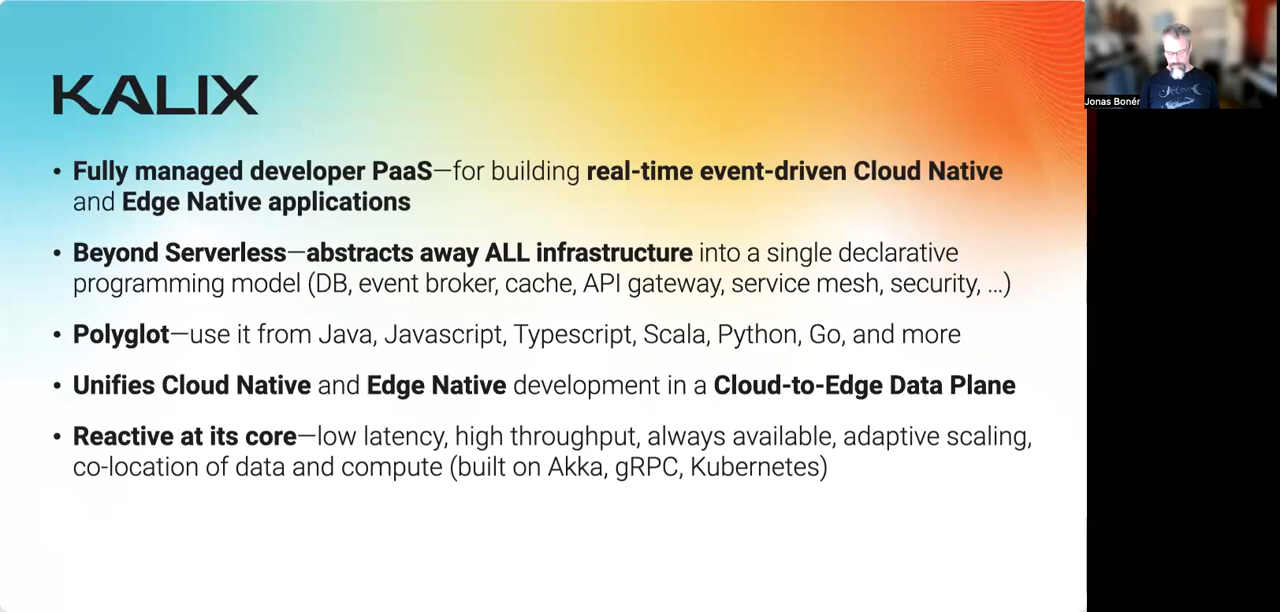 KALIX
Jonas Bonér
• Fully managed developer PaaS—for building real-time event-driven Cloud Native
and Edge Native applications
• Beyond Serverless—abstracts away ALL infrastructure into a single declarative
programming model (DB, event broker, cache, API gateway, service mesh, security, ...)
• Polyglot—use it from Java, Javascript, Typescript, Scala, Python, Go, and more
• Unifies Cloud Native and Edge Native development in a Cloud-to-Edge Data Plane
• Reactive at its core—low latency, high throughput, always available, adaptive scaling,
co-location of data and compute (built on Akka, gRPC, Kubernetes)